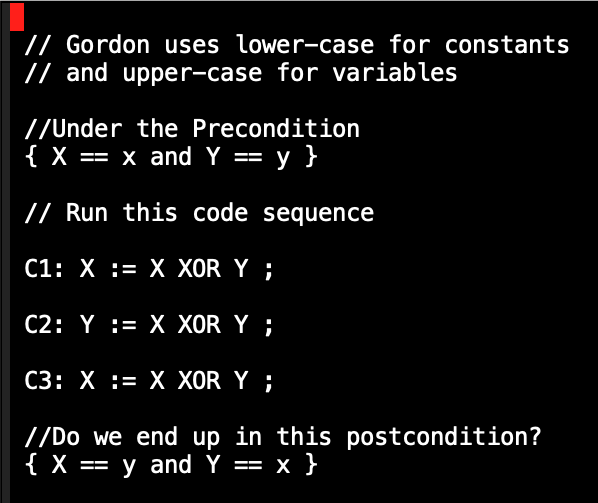 // Gordon uses lower-case for constants
// and upper-case for variables
//Under the Precondition
{ X == x and Y == y }
// Run this code sequence
C1: X := X XOR Y ;
C2: Y := X XOR Y ;
C3: X := X XOR Y ;
//Do we end up in this postcondition?
{ X == y and Y == x }